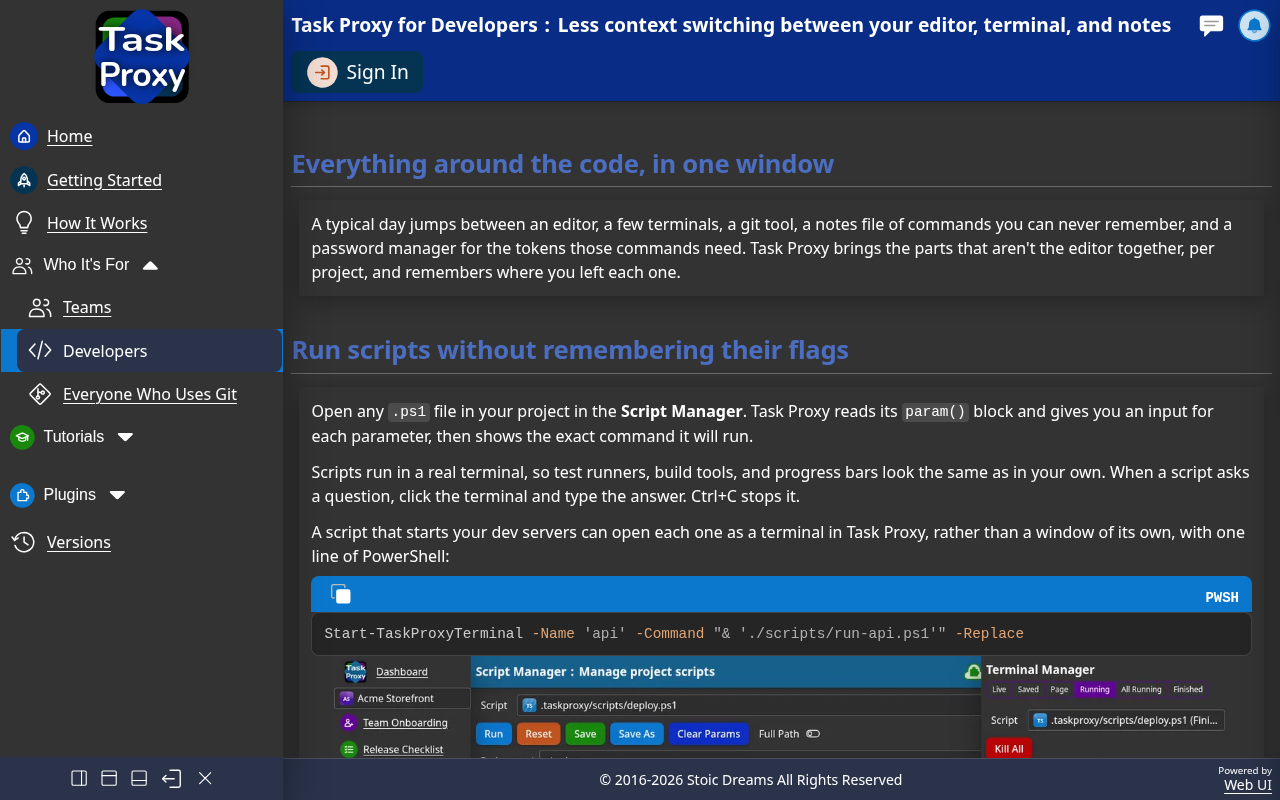 Task
Proxy
Home
Getting Started
How It Works
Who It's For
Teams
Developers
Everyone Who Uses Git
Tutorials
Plugins
Versions
Task Proxy for Developers : Less context switching between your editor, terminal, and notes
Sign In
Everything around the code, in one window
A typical day jumps between an editor, a few terminals, a git tool, a notes file of commands you can never remember, and a
password manager for the tokens those commands need. Task Proxy brings the parts that aren't the editor together, per
project, and remembers where you left each one.
Run scripts without remembering their flags
Open any .ps1 file in your project in the Script Manager. Task Proxy reads its param() block and gives you an input for
each parameter, then shows the exact command it will run.
Scripts run in a real terminal, so test runners, build tools, and progress bars look the same as in your own. When a script asks
a question, click the terminal and type the answer. Ctrl+C stops it.
A script that starts your dev servers can open each one as a terminal in Task Proxy, rather than a window of its own, with one
line of PowerShell:
PWSH
Start-TaskProxyTerminal -Name 'api' -Command "& './scripts/run-api.ps1'" -Replace
Task
Proxy
Dashboard
AS Acme Storefront
Team Onboarding
Release Checklist
Script Manager : Manage project scripts
Script .taskproxy/scripts/deploy.ps1
Run Reset Save Save As Clear Params Full Path
Terminal Manager
Live Saved Page Running All Running Finished
Script .taskproxy/scripts/deploy.ps1 (Fini...
Kill All
© 2016-2026 Stoic Dreams All Rights Reserved
Powered by
Web UI